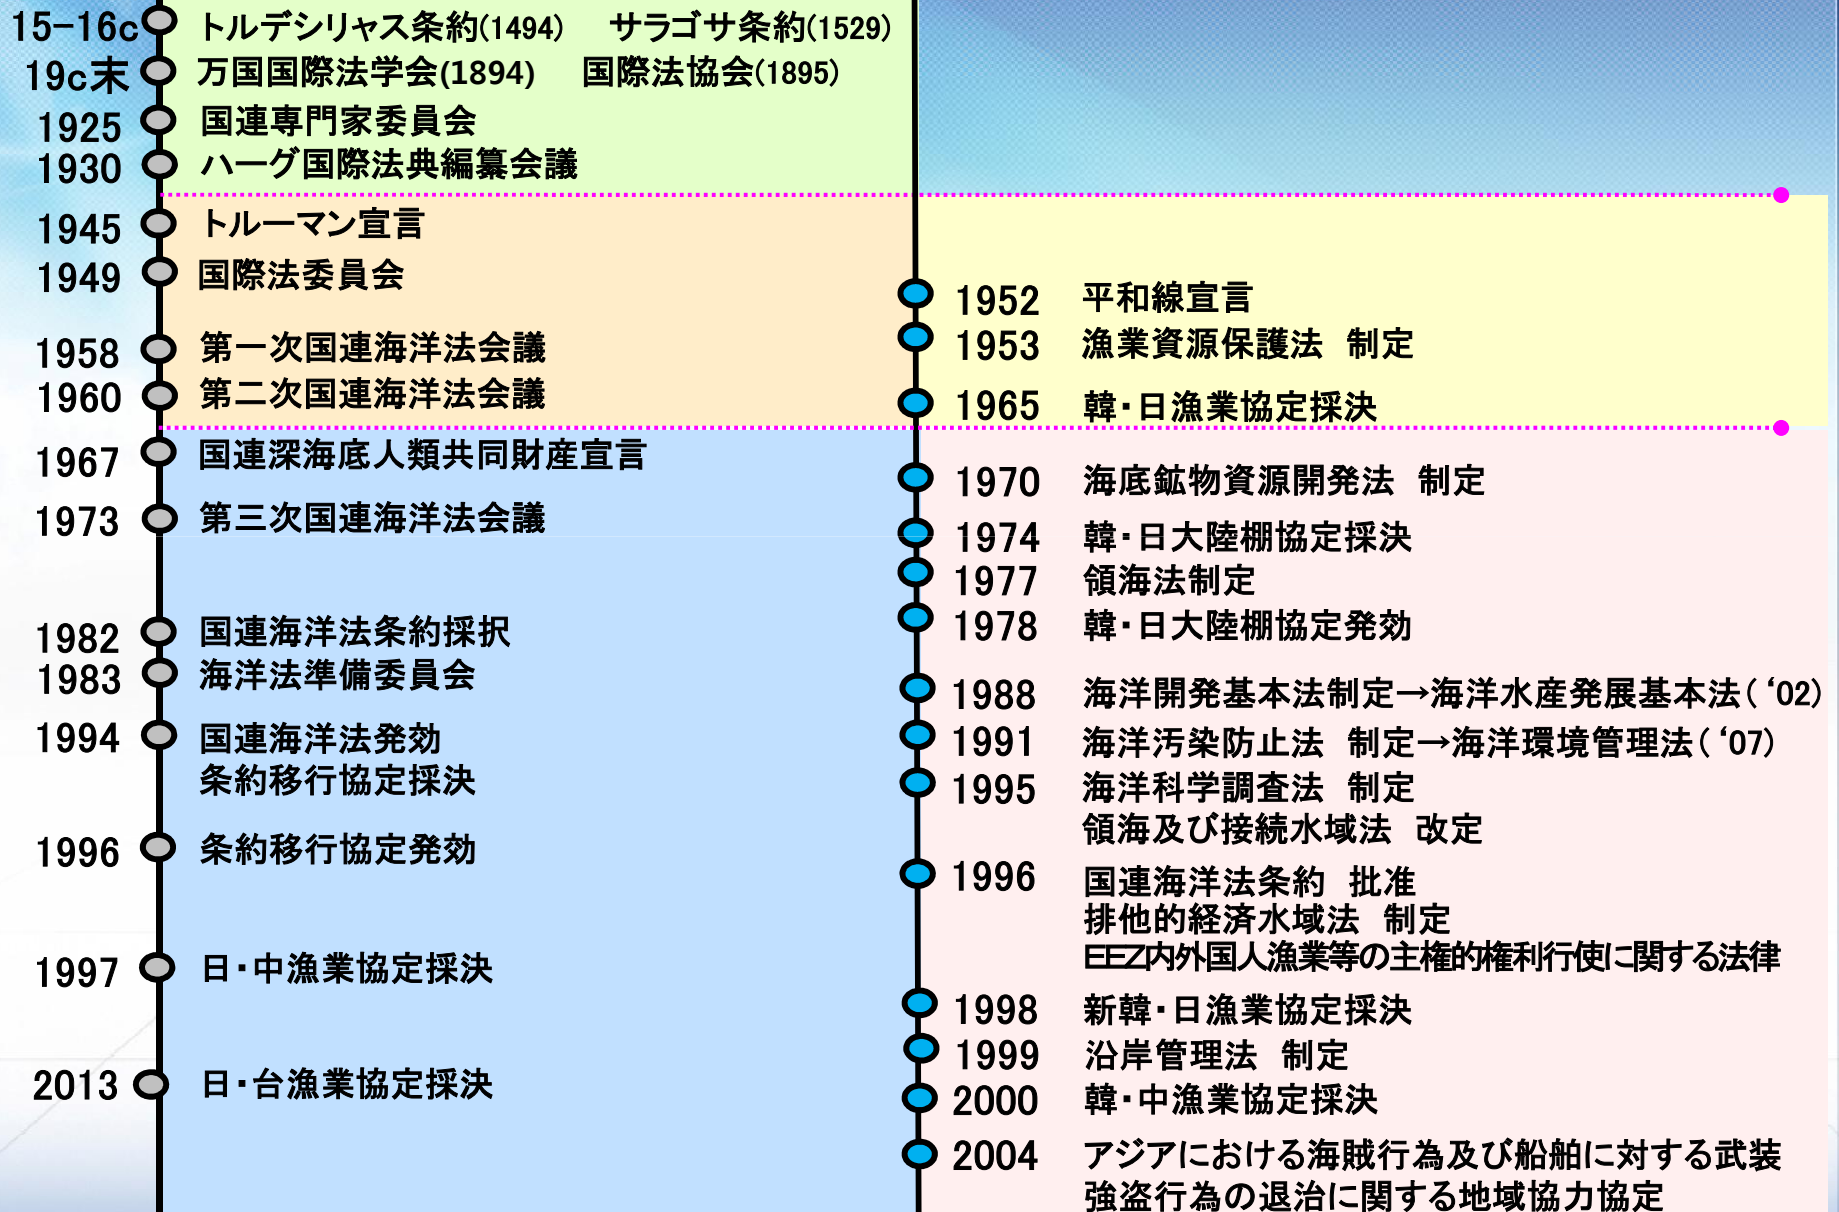 15-16c トルデシリャス条約(1494) サラゴサ条約(1529)
19c末 万国国際法学会(1894) 国際法協会(1895)
1925 国連専門家委員会
1930 ハーグ国際法典編纂会議
1945 トルーマン宣言
1949 国際法委員会
1958 第一次国連海洋法会議
1960 第二次国連海洋法会議
1967 国連深海底人類共同財産宣言
1973 第三次国連海洋法会議
1982 国連海洋法条約採択
1983 海洋法準備委員会
1994 国連海洋法発効
条約移行協定採決
1996 条約移行協定発効
1997 日・中漁業協定採決
2013 日・台漁業協定採決
1952 平和線宣言
1953 漁業資源保護法 制定
1965 韓・日漁業協定採決
1970 海底鉱物資源開発法 制定
1974 韓・日大陸棚協定採決
1977 領海法制定
1978 韓・日大陸棚協定発効
1988 海洋開発基本法制定→海洋水産発展基本法(‘02)
1991 海洋汚染防止法 制定→海洋環境管理法(‘07)
1995 海洋科学調査法 制定
領海及び接続水域法 改定
1996 国連海洋法条約 批准
排他的経済水域法 制定
EEZ内外国人漁業等の主権的権利行使に関する法律
1998 新韓・日漁業協定採決
1999 沿岸管理法 制定
2000 韓・中漁業協定採決
2004 アジアにおける海賊行為及び船舶に対する武装
強盗行為の退治に関する地域協力協定